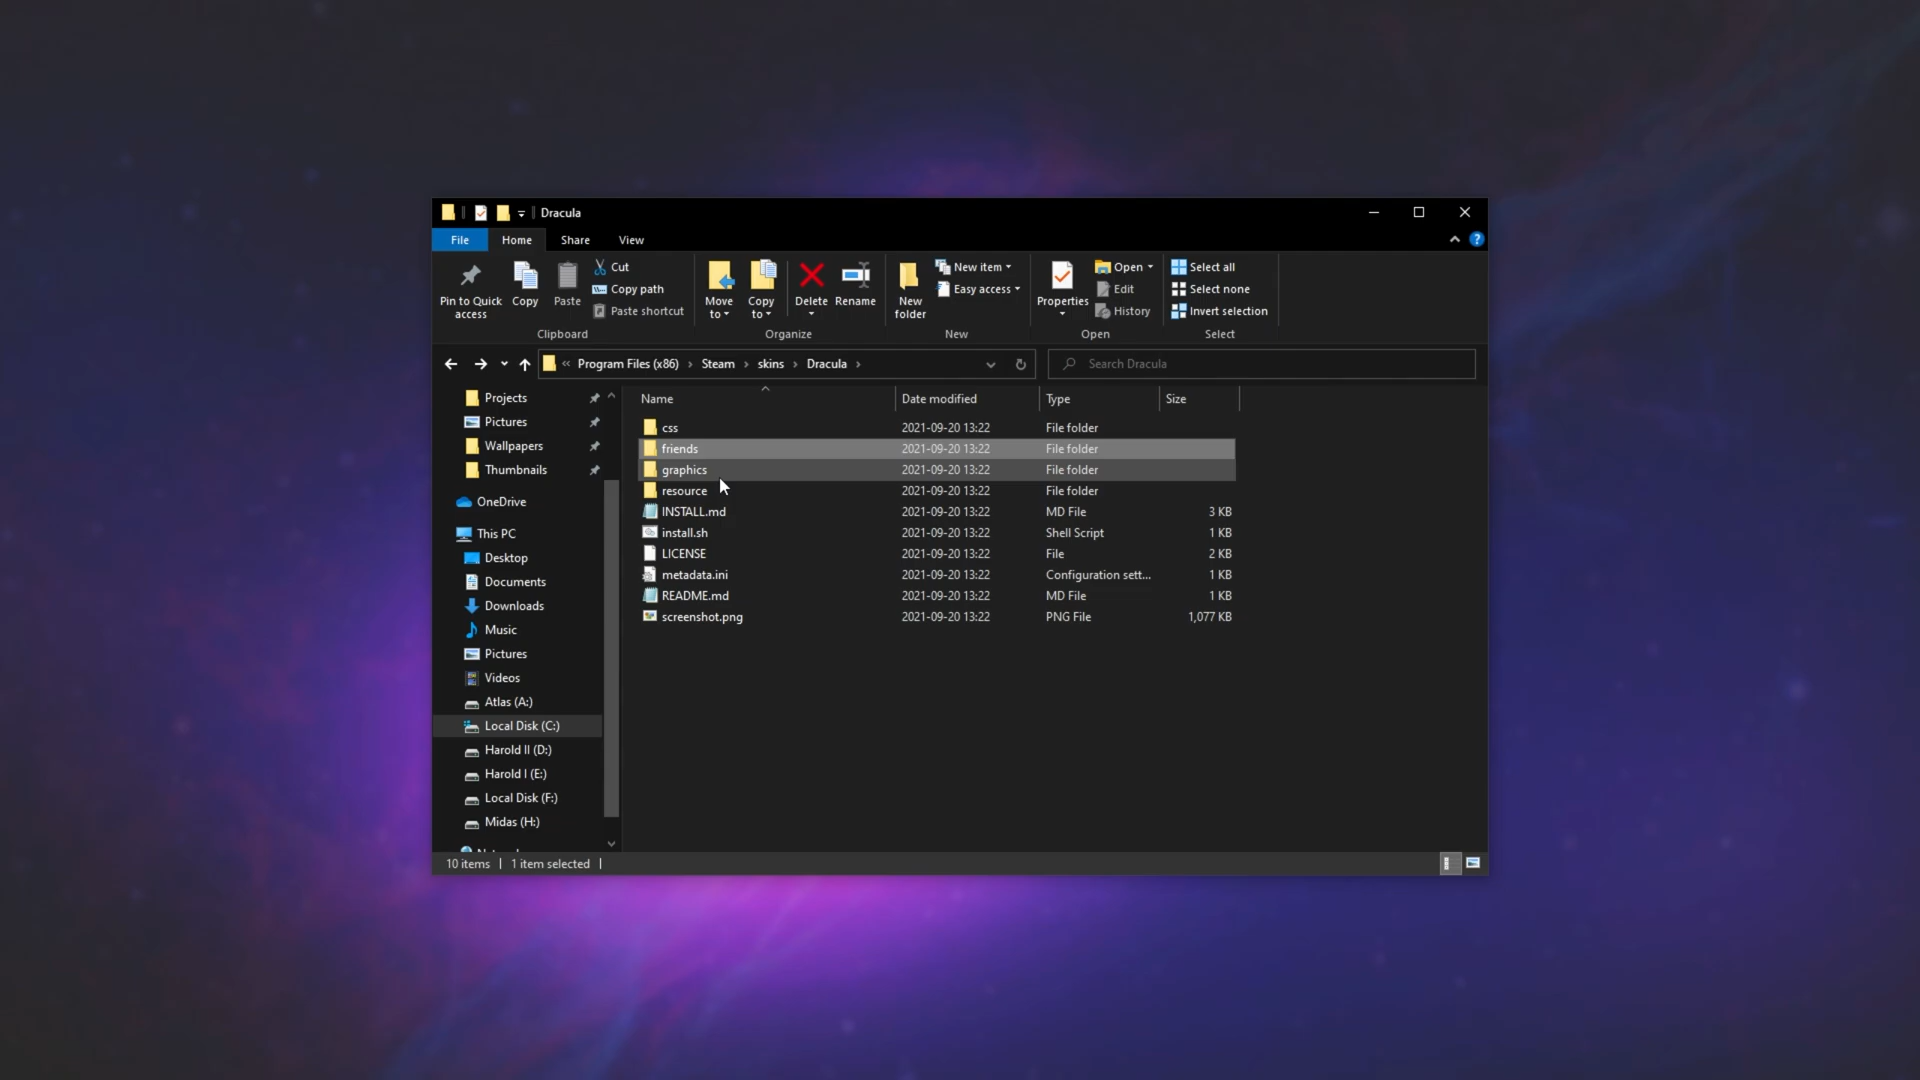 Dracula
File Home Share View
Pin to Quick access
Copy
Paste
Cut
Copy path
Paste shortcut
Clipboard
Move to
Copy to
Delete
Rename
Organize
New folder
New item
Easy access
New
Properties
Open
Edit
History
Open
Select all
Select none
Invert selection
Select
« Program Files (x86) › Steam › skins › Dracula ›
Search Dracula
Projects
Pictures
Wallpapers
Thumbnails
OneDrive
This PC
Desktop
Documents
Downloads
Music
Pictures
Videos
Atlas (A:)
Local Disk (C:)
Harold II (D:)
Harold I (E:)
Local Disk (F:)
Midas (H:)
Name Date modified Type Size
css 2021-09-20 13:22 File folder
friends 2021-09-20 13:22 File folder
graphics 2021-09-20 13:22 File folder
resource 2021-09-20 13:22 File folder
INSTALL.md 2021-09-20 13:22 MD File 3 KB
install.sh 2021-09-20 13:22 Shell Script 1 KB
LICENSE 2021-09-20 13:22 File 2 KB
metadata.ini 2021-09-20 13:22 Configuration sett... 1 KB
README.md 2021-09-20 13:22 MD File 1 KB
screenshot.png 2021-09-20 13:22 PNG File 1,077 KB
10 items 1 item selected